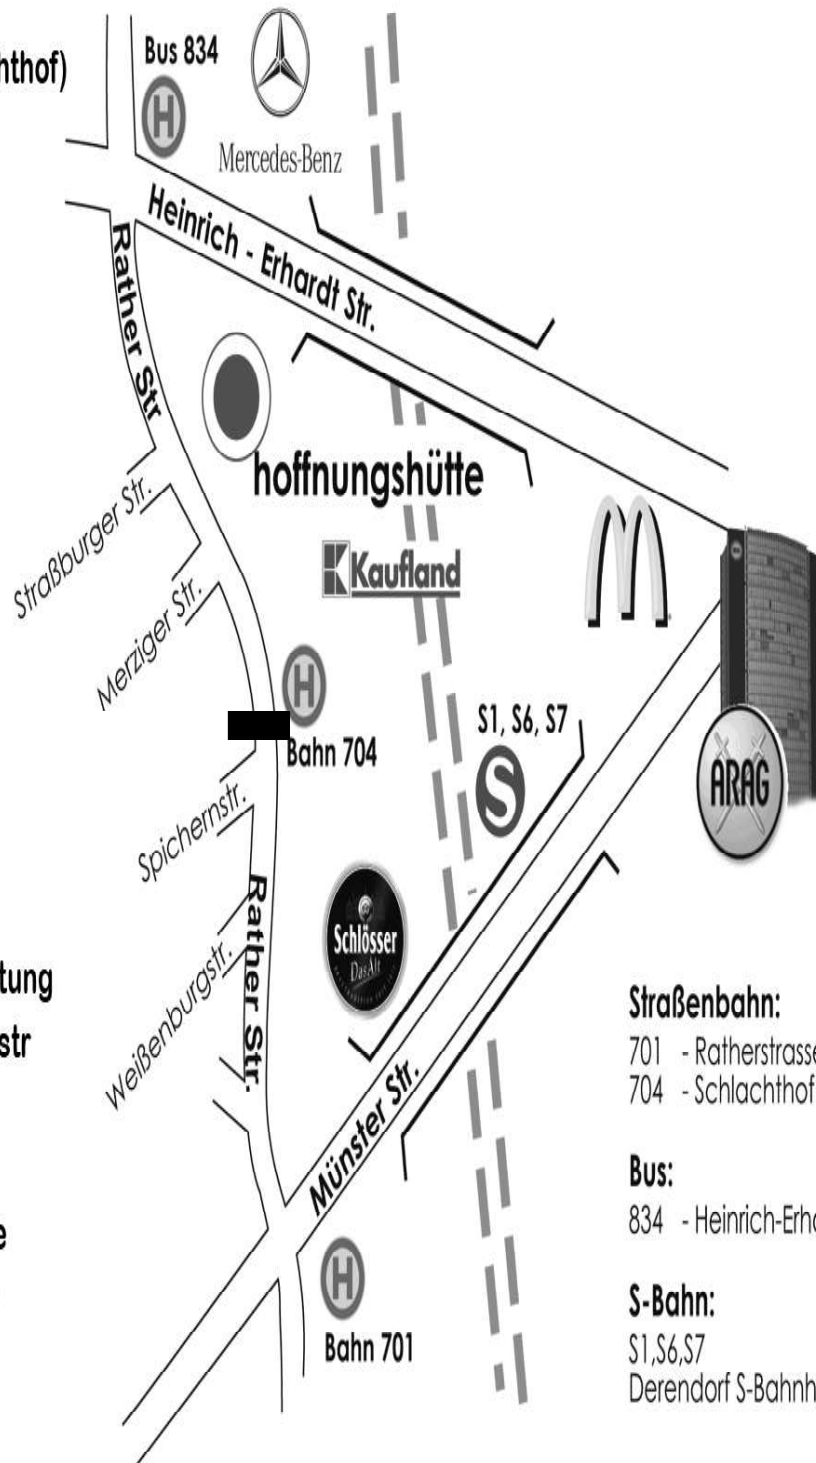 hthof)
Bus 834
H
Mercedes-Benz
Heinrich - Erhardt Str.
Rather Str
hoffnungshütte
Straßburger Str.
Kaufland
Merziger Str.
H
Bahn 704
S1, S6, S7
S
ARAG
Spichernstr.
Rather Str.
Schlösser
Das Alt
Weißenburgstr.
tung
str
e
Münster Str.
H
Bahn 701
Straßenbahn:
701 - Ratherstrasse
704 - Schlachthof
Bus:
834 - Heinrich-Erha
S-Bahn:
S1,S6,S7
Derendorf S-Bahnh